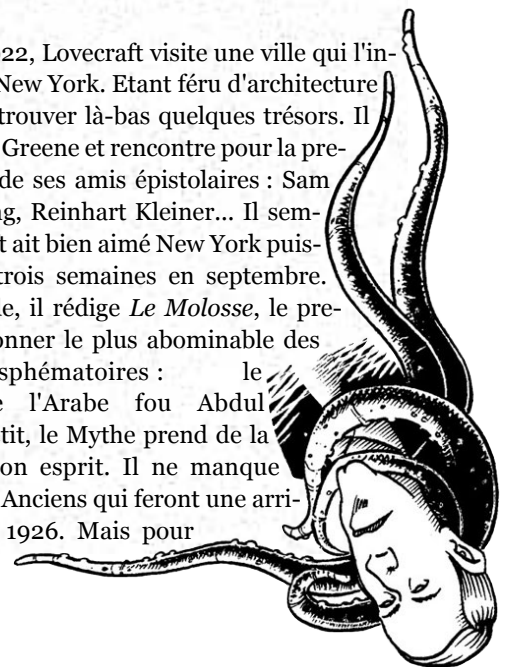 22, Lovecraft visite une ville qui l'in-
New York. Etant féru d'architecture
trouver là-bas quelques trésors. Il
Greene et rencontre pour la pre-
de ses amis épistolaires : Sam
ng, Reinhart Kleiner... Il sem-
t ait bien aimé New York puis-
trois semaines en septembre.
le, il rédige Le Molosse, le pre-
onner le plus abominable des
sphématoires : le
e l'Arabe fou Abdul
tit, le Mythe prend de la
on esprit. Il ne manque
Anciens qui feront une arri-
1926. Mais pour